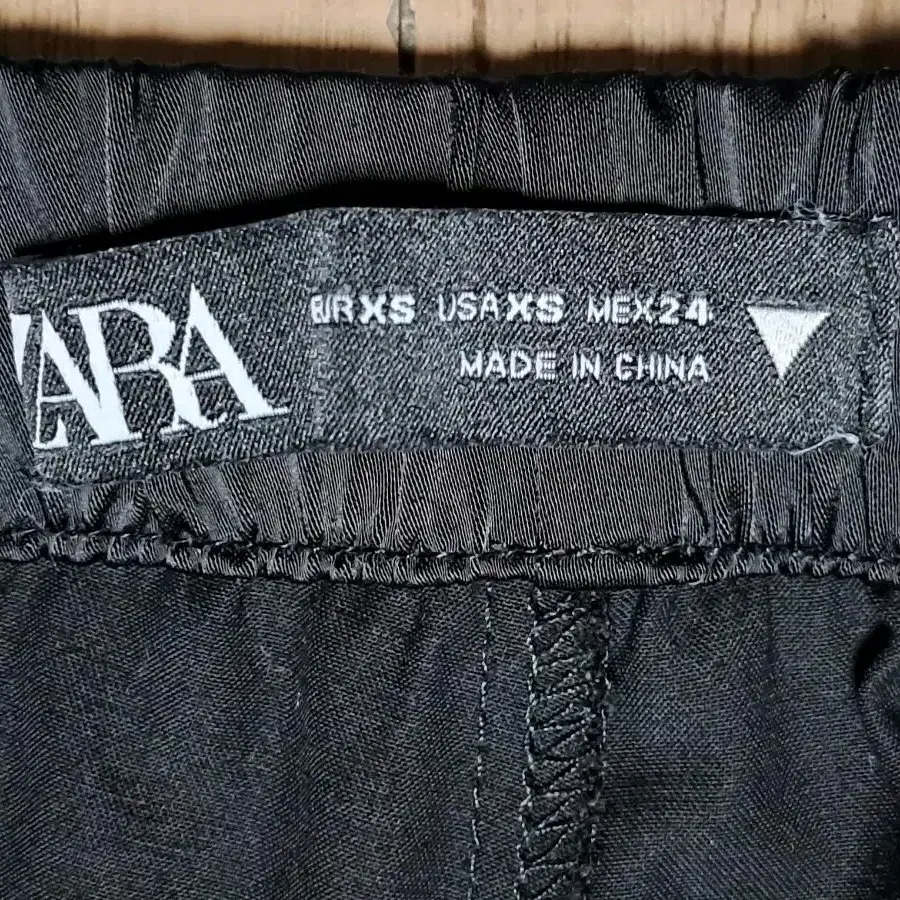 ZARA
EUR XS USA XS MEX 24
MADE IN CHINA